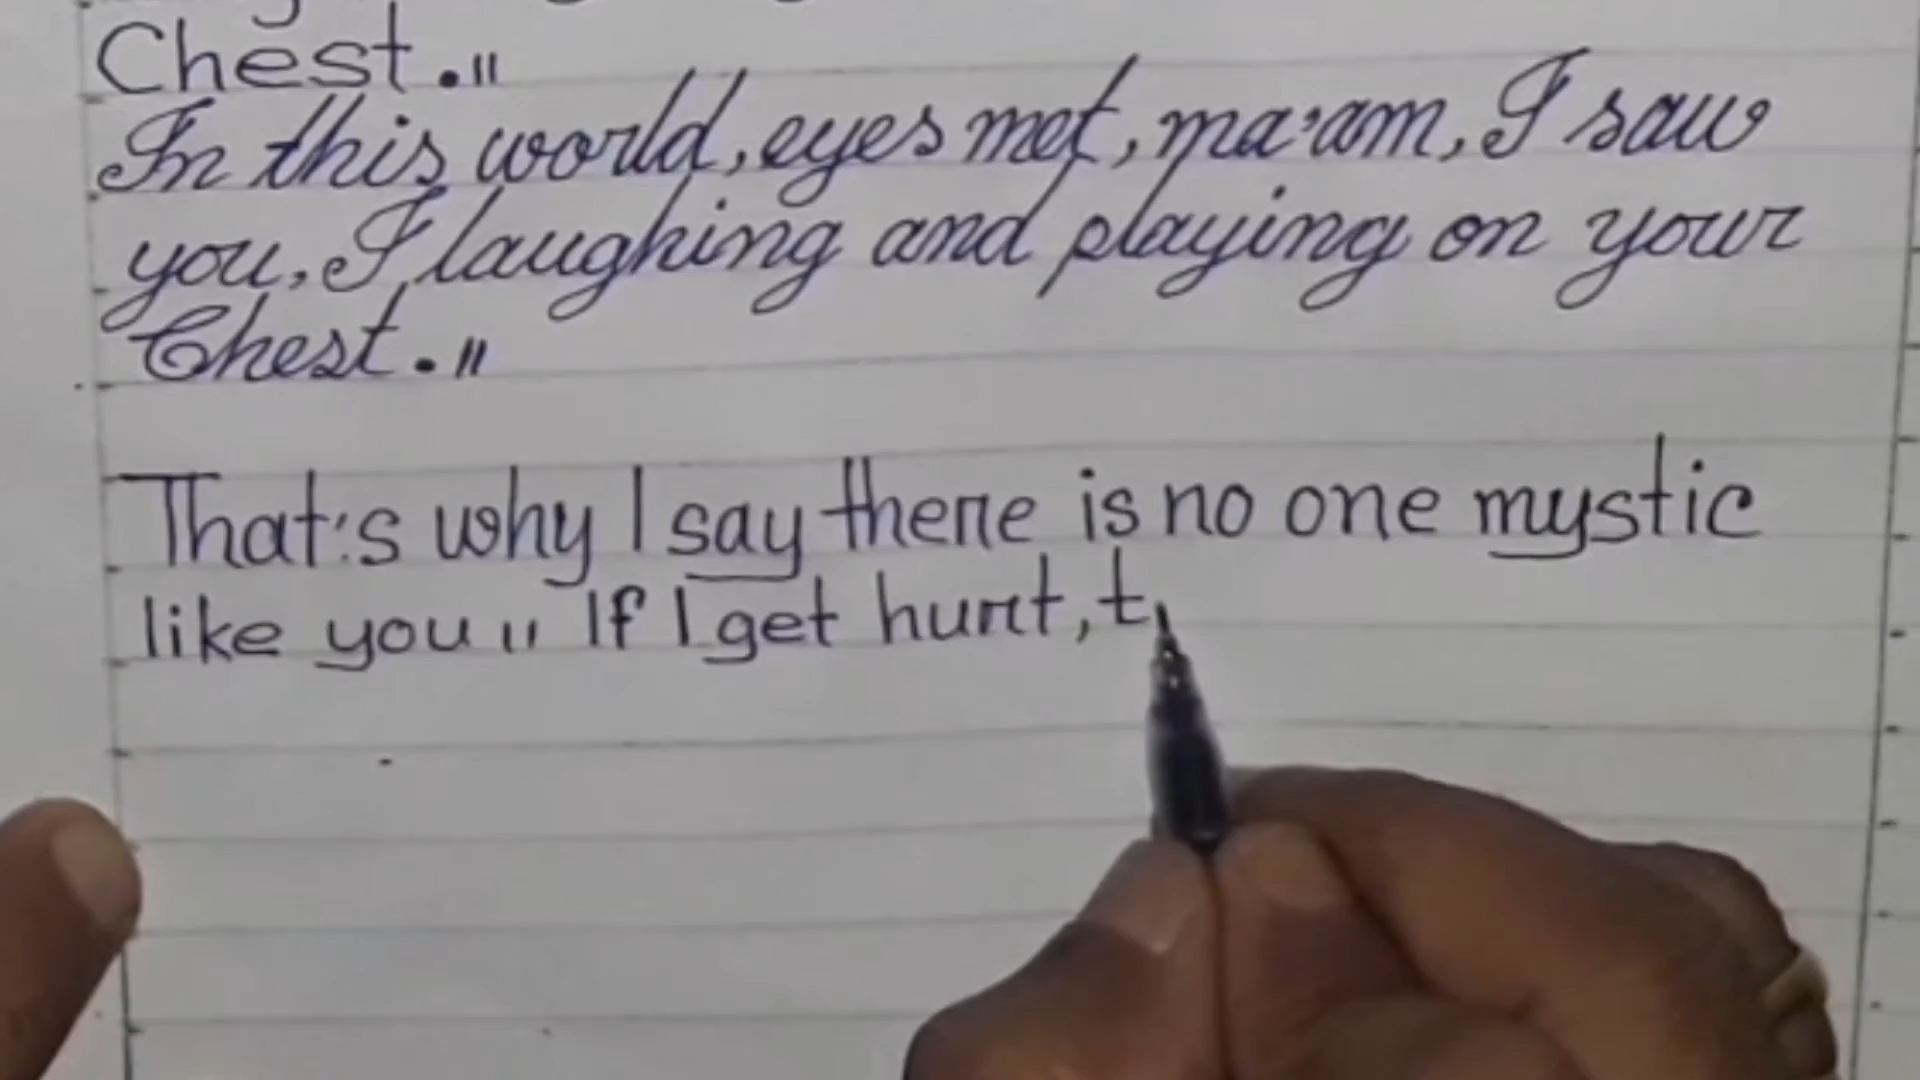 Chest.॥
In this world, eyes met, ma'am, I saw
you, I laughing and playing on your
Chest.॥
That's why I say there is no one mystic
like you॥ If I get hurt, t